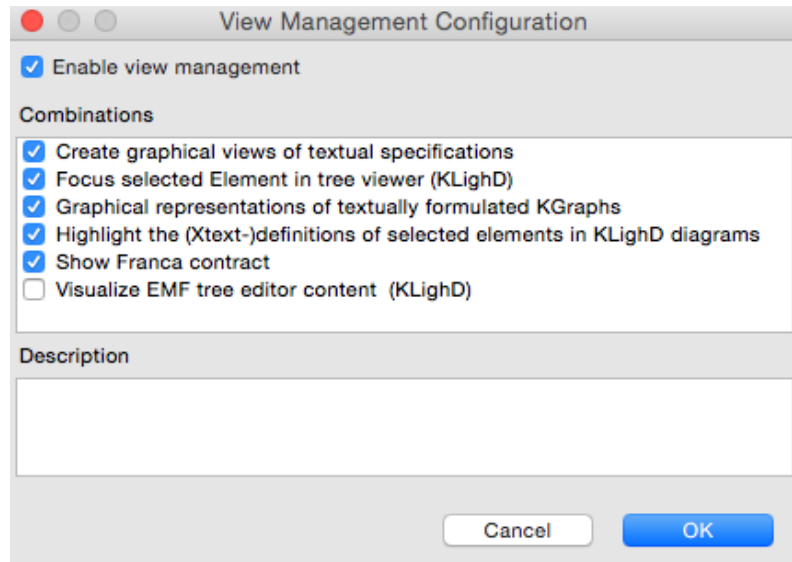 View Management Configuration
Enable view management
Combinations
Create graphical views of textual specifications
Focus selected Element in tree viewer (KLighD)
Graphical representations of textually formulated KGraphs
Highlight the (Xtext-)definitions of selected elements in KLighD diagrams
Show Franca contract
Visualize EMF tree editor content  (KLighD)
Description
Cancel
OK